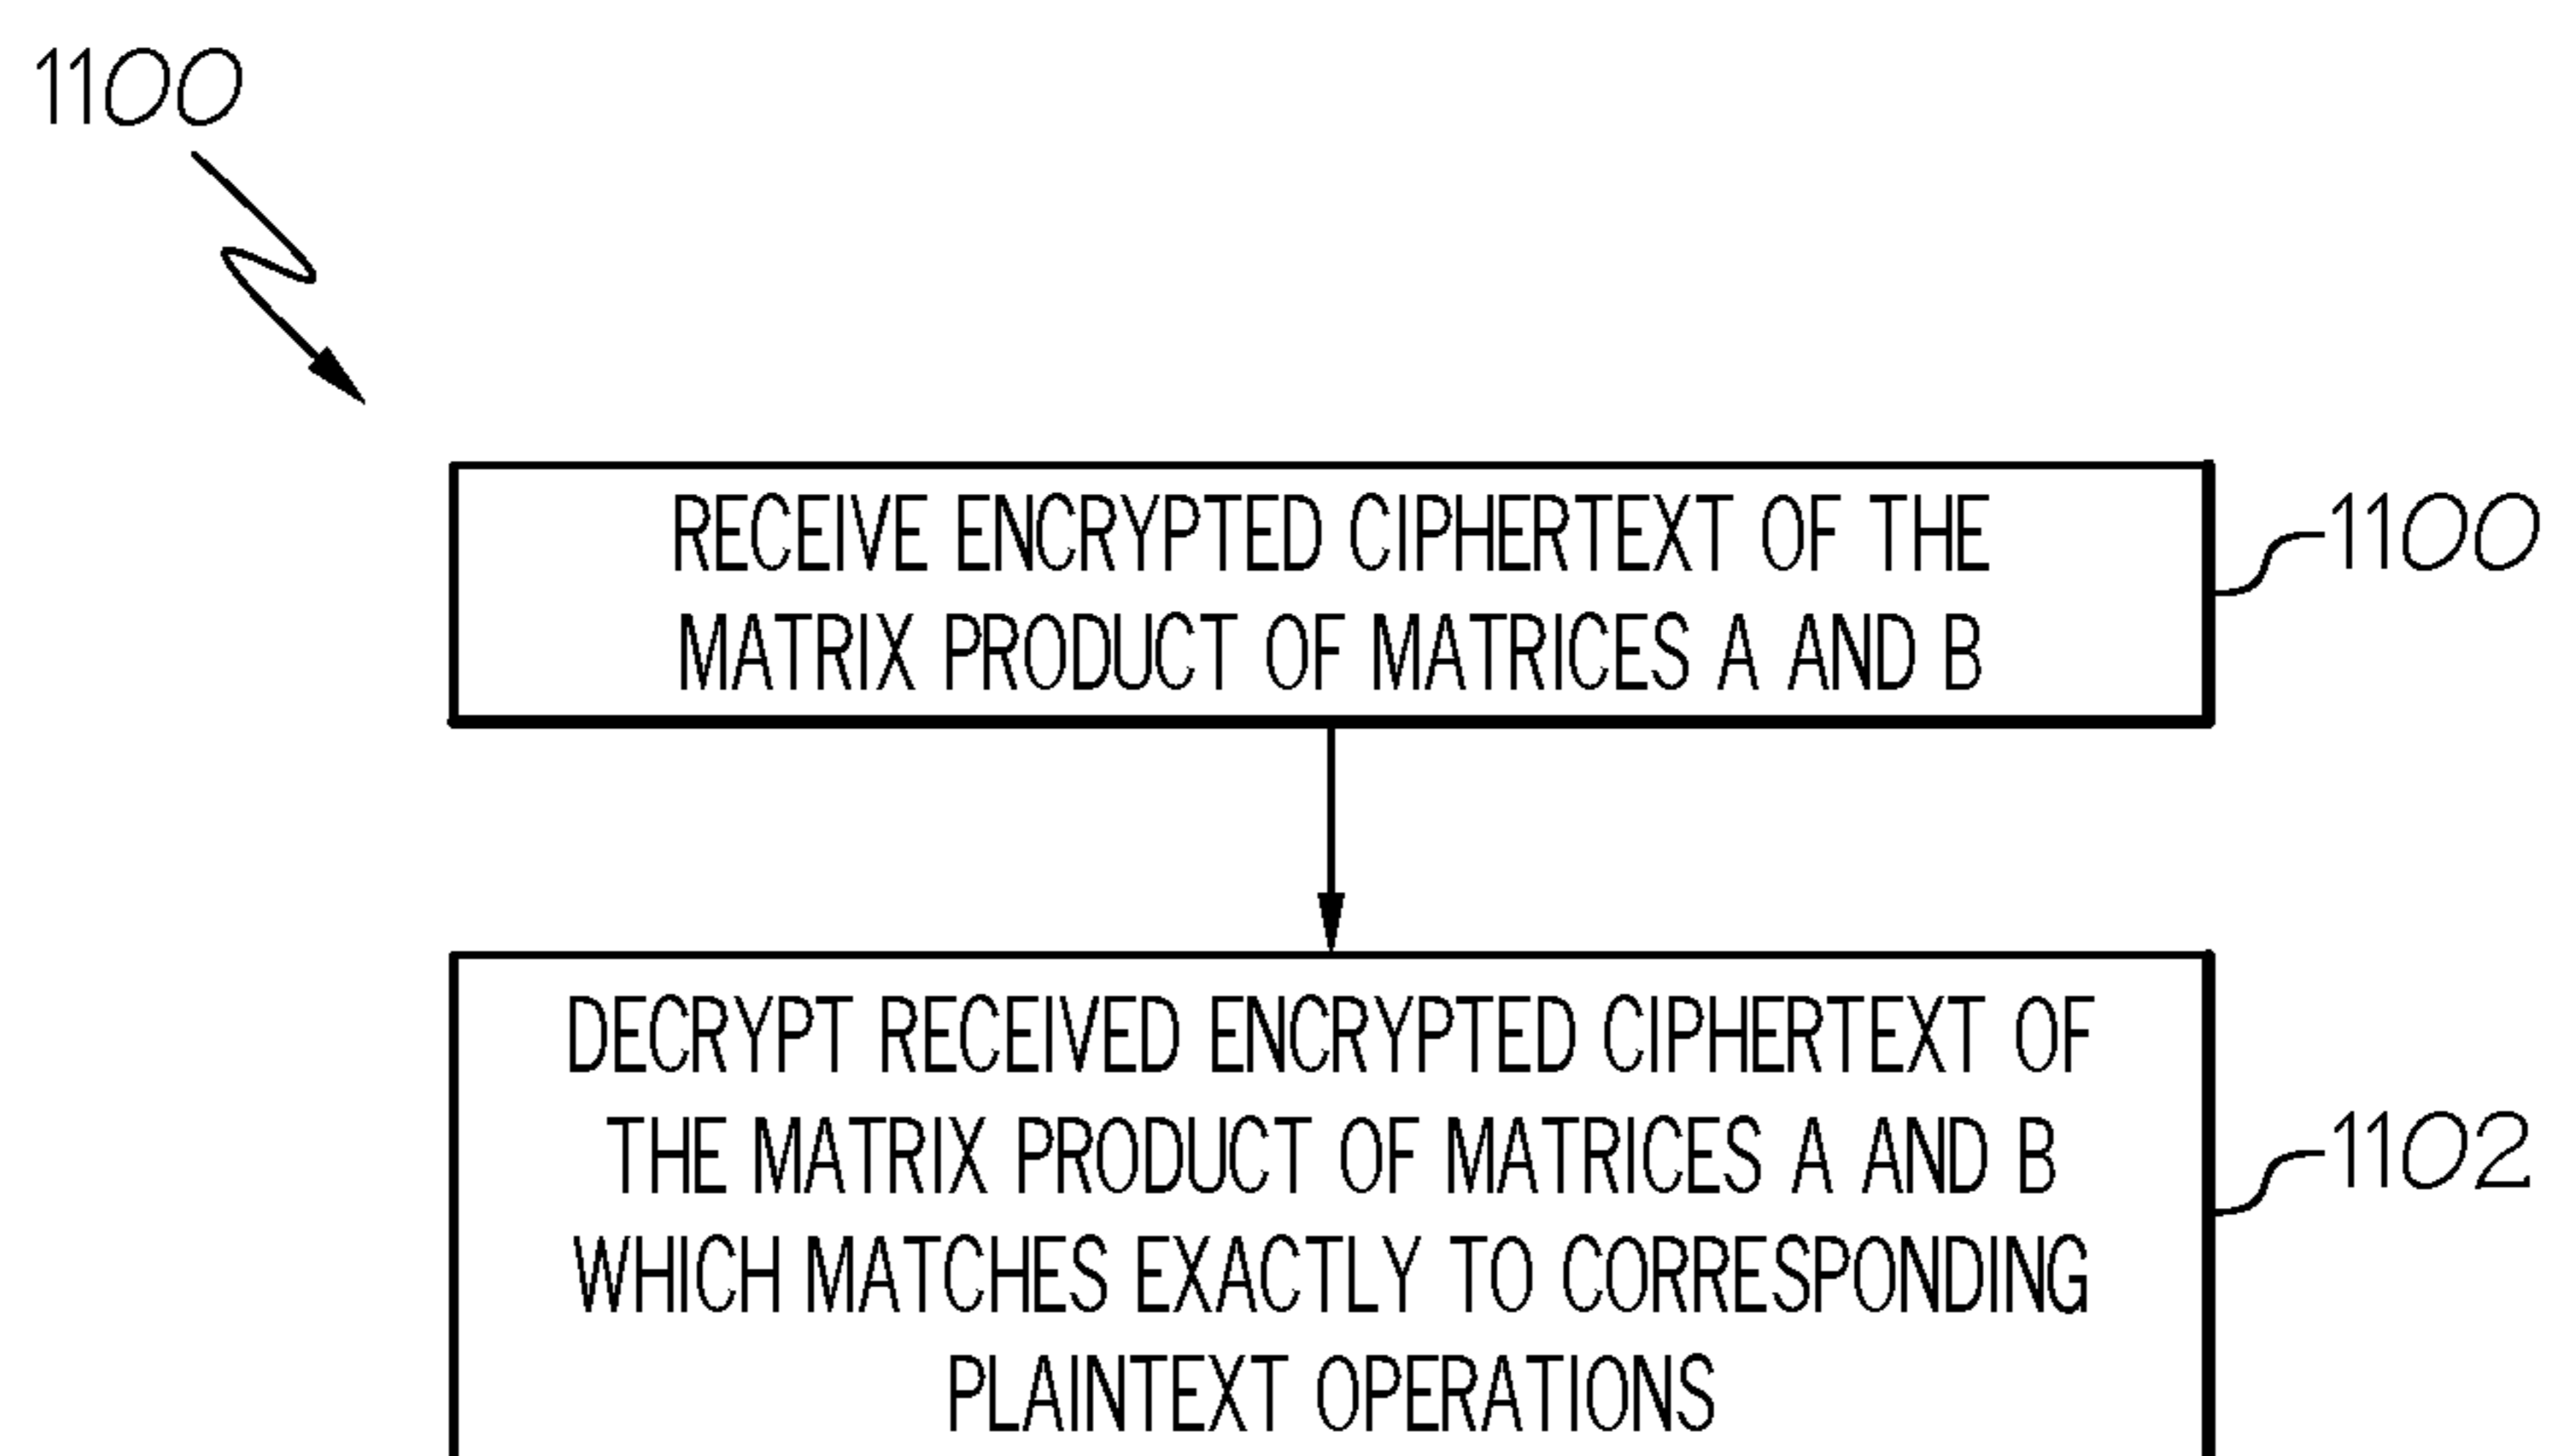 1100
RECEIVE ENCRYPTED CIPHERTEXT OF THE
MATRIX PRODUCT OF MATRICES A AND B
1100
DECRYPT RECEIVED ENCRYPTED CIPHERTEXT OF
THE MATRIX PRODUCT OF MATRICES A AND B
WHICH MATCHES EXACTLY TO CORRESPONDING
PLAINTEXT OPERATIONS
1102